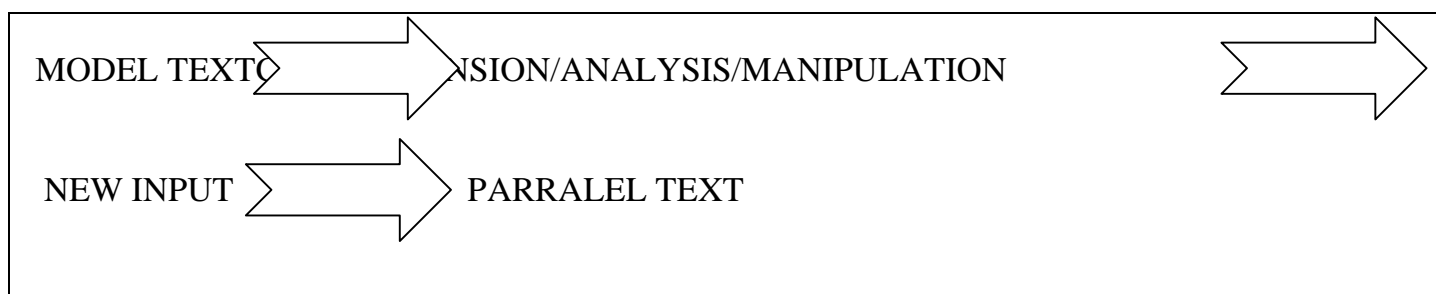 MODEL TEXT NSION/ANALYSIS/MANIPULATION
NEW INPUT PARRALEL TEXT